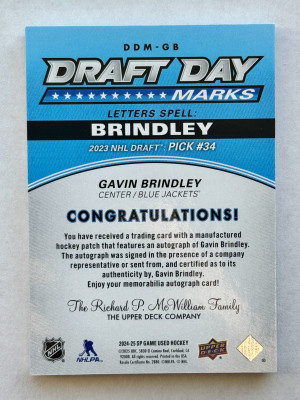 DDM-GB
DRAFT DAY
MARKS
LETTERS SPELL:
BRINDLEY
2023 NHL DRAFT: PICK #34
GAVIN BRINDLEY
CENTER / BLUE JACKETS
CONGRATULATIONS!
You have received a trading card with a manufactured
hockey patch that features an autograph of Gavin Brindley.
The autograph was signed in the presence of a company
representative or sent from, and certified as to its
authenticity by, Gavin Brindley.
Enjoy your memorabilia autograph card!
The Richard P. McWilliam Family
THE UPPER DECK COMPANY
NHL
NHLPA
2024-25 SP GAME USED HOCKEY
UPPER DECK